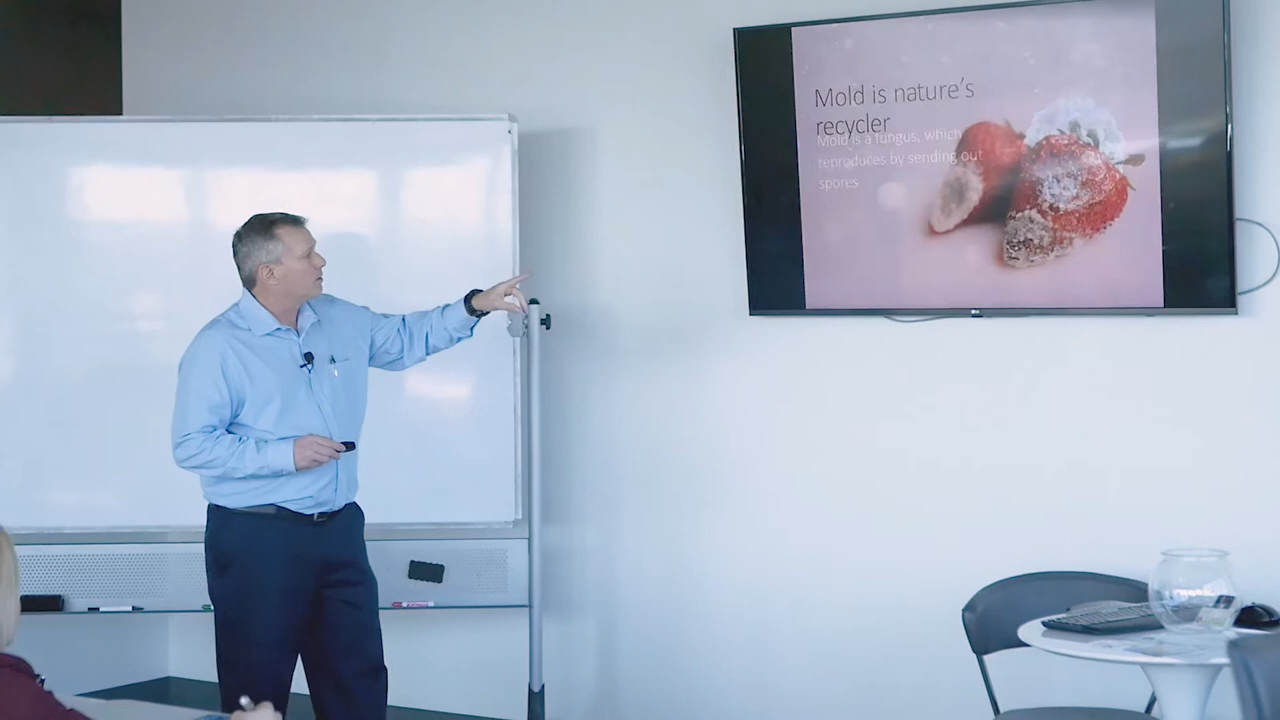 Mold is nature's
recycler
Mold is a fungus, which
reproduces by sending out
spores